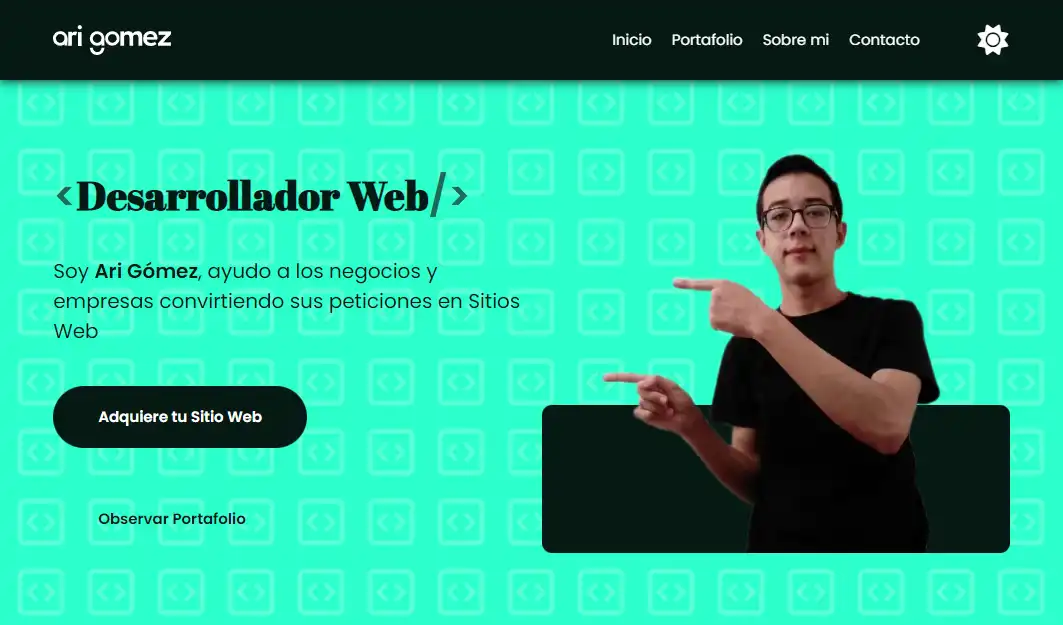 ari gomez
Inicio Portafolio Sobre mi Contacto
<Desarrollador Web/>
Soy Ari Gómez, ayudo a los negocios y
empresas convirtiendo sus peticiones en Sitios
Web
Adquiere tu Sitio Web
Observar Portafolio